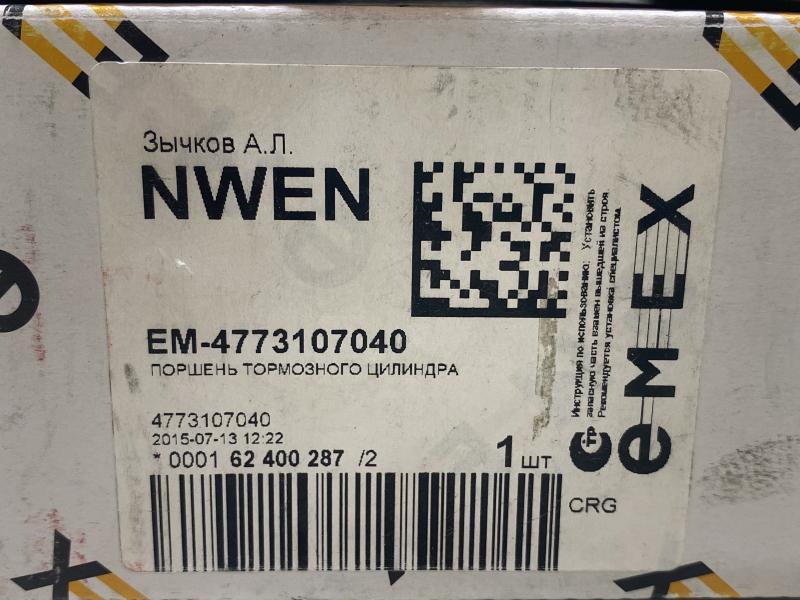 Зычков А.Л.
NWEN
EM-4773107040
ПОРШЕНЬ ТОРМОЗНОГО ЦИЛИНДРА
4773107040
2015-07-13 12:22
* 0001 62 400 287 /2
1 шт
CRG
Инструкция по использованию: Установить
запасную часть взамен вышедшей из строя
Рекомендуется установка специалистом
emEX